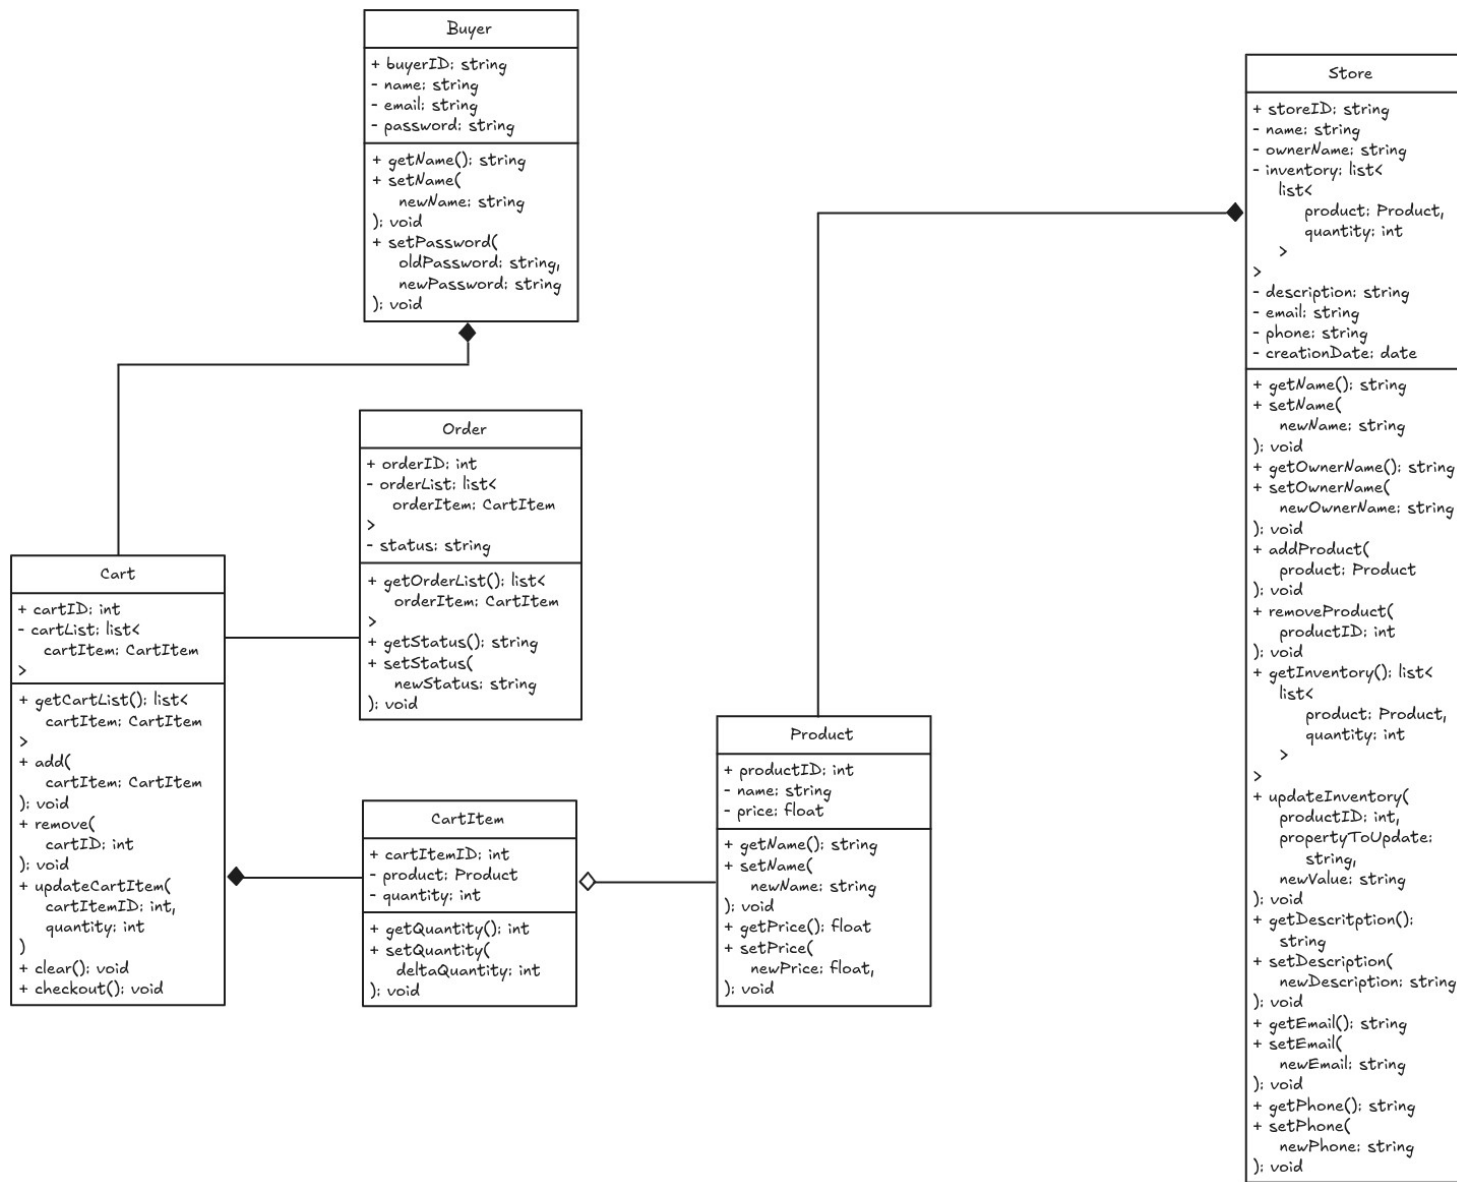 Buyer
+ buyerID: string
- name: string
- email: string
- password: string
+ getName(): string
+ setName(
newName: string
): void
+ setPassword(
oldPassword: string,
newPassword: string
): void
Order
+ orderID: int
- orderList: list<
orderItem: CartItem
>
- status: string
+ getOrderList(): list<
orderItem: CartItem
>
+ getStatus(): string
+ setStatus(
newStatus: string
): void
Cart
+ cartID: int
- cartList: list<
cartItem: CartItem
>
+ getCartList(): list<
cartItem: CartItem
>
+ add(
cartItem: CartItem
): void
+ remove(
cartID: int
): void
+ updateCartItem(
cartItemID: int,
quantity: int
)
+ clear(): void
+ checkout(): void
CartItem
+ cartItemID: int
- product: Product
- quantity: int
+ getQuantity(): int
+ setQuantity(
deltaQuantity: int
): void
Product
+ productID: int
- name: string
- price: float
+ getName(): string
+ setName(
newName: string
): void
+ getPrice(): float
+ setPrice(
newPrice: float,
): void
Store
+ storeID: string
- name: string
- ownerName: string
- inventory: list<
list<
product: Product,
quantity: int
>
>
- description: string
- email: string
- phone: string
- creationDate: date
+ getName(): string
+ setName(
newName: string
): void
+ getOwnerName(): string
+ setOwnerName(
newOwnerName: string
): void
+ addProduct(
product: Product
): void
+ removeProduct(
productID: int
): void
+ getInventory(): list<
list<
product: Product,
quantity: int
>
>
+ updateInventory(
productID: int,
propertyToUpdate:
string,
newValue: string
): void
+ getDescritption():
string
+ setDescription(
newDescription: string
): void
+ getEmail(): string
+ setEmail(
newEmail: string
): void
+ getPhone(): string
+ setPhone(
newPhone: string
): void